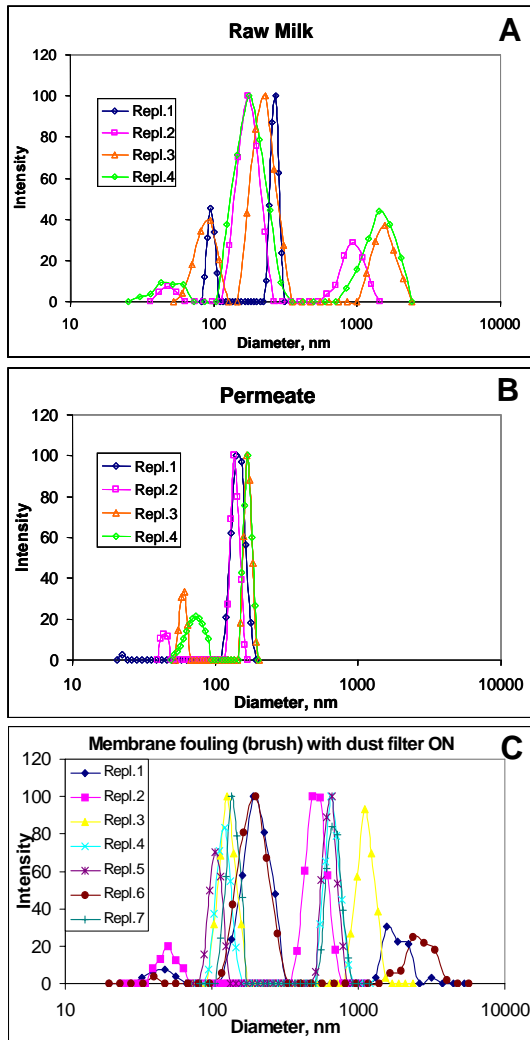 A
Raw Milk
120
100
80
60
40
20
0
Intensity
Repl.1
Repl.2
Repl.3
Repl.4
10 100 1000 10000
Diameter, nm
B
Permeate
120
100
80
60
40
20
0
Intensity
Repl.1
Repl.2
Repl.3
Repl.4
10 100 1000 10000
Diameter, nm
C
Membrane fouling (brush) with dust filter ON
120
100
80
60
40
20
0
Intensity
Repl.1
Repl.2
Repl.3
Repl.4
Repl.5
Repl.6
Repl.7
10 100 1000 10000
Diameter, nm